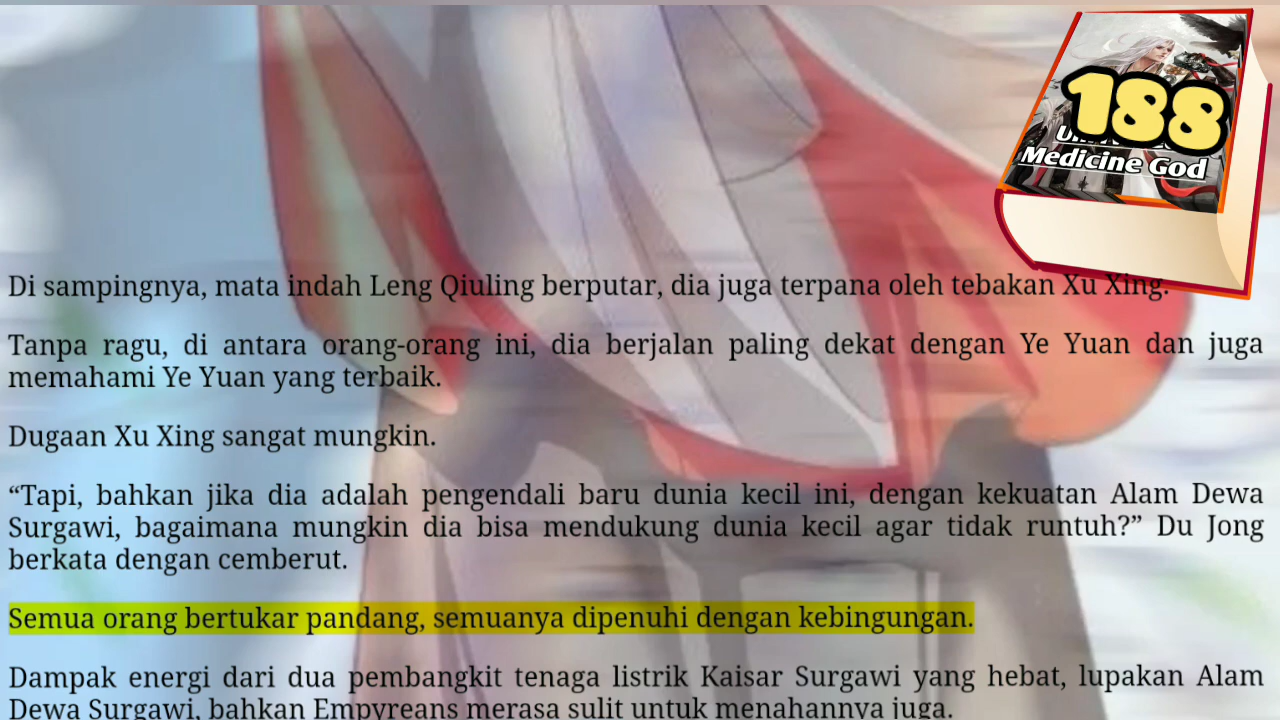 188
Medicine God
Di sampingnya, mata indah Leng Qiuling berputar, dia juga terpana oleh tebakan Xu Xing.
Tanpa ragu, di antara orang-orang ini, dia berjalan paling dekat dengan Ye Yuan dan juga
memahami Ye Yuan yang terbaik.
Dugaan Xu Xing sangat mungkin.
“Tapi, bahkan jika dia adalah pengendali baru dunia kecil ini, dengan kekuatan Alam Dewa
Surgawi, bagaimana mungkin dia bisa mendukung dunia kecil agar tidak runtuh?” Du Jong
berkata dengan cemberut.
Semua orang bertukar pandang, semuanya dipenuhi dengan kebingungan.
Dampak energi dari dua pembangkit tenaga listrik Kaisar Surgawi yang hebat, lupakan Alam
Dewa Surgawi, bahkan Empyreans merasa sulit untuk menahannya juga.